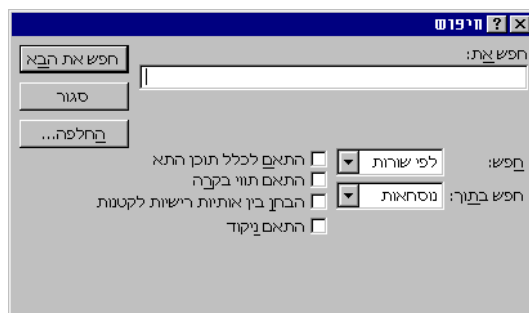 חיפוש
חפש את:
חפש את הבא
סגור
החלפה...
חפש: לפי שורות
חפש בתוך: נוסחאות
התאם לכלל תוכן התא
התאם תווי בקרה
הבחן בין אותיות רישיות לקטנות
התאם ניקוד